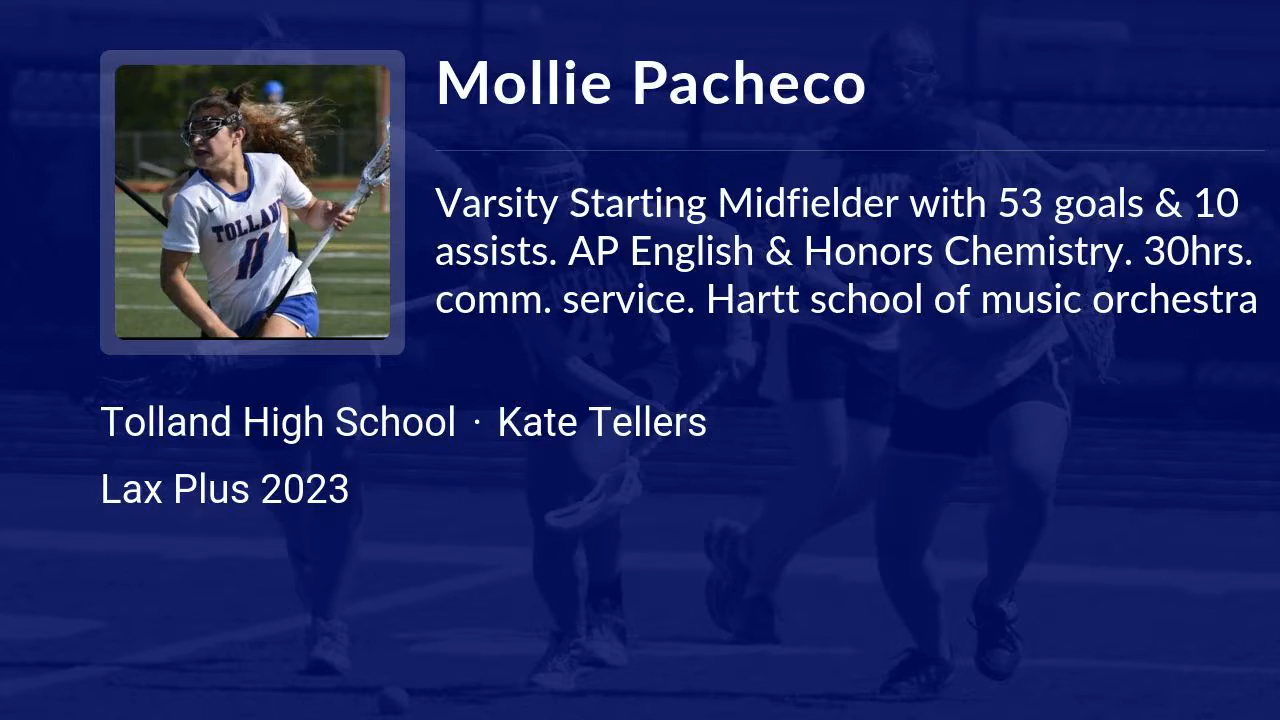 Mollie Pacheco
Varsity Starting Midfielder with 53 goals & 10
assists. AP English & Honors Chemistry. 30hrs.
comm. service. Hartt school of music orchestra
TOLLAN
11
Tolland High School · Kate Tellers
Lax Plus 2023